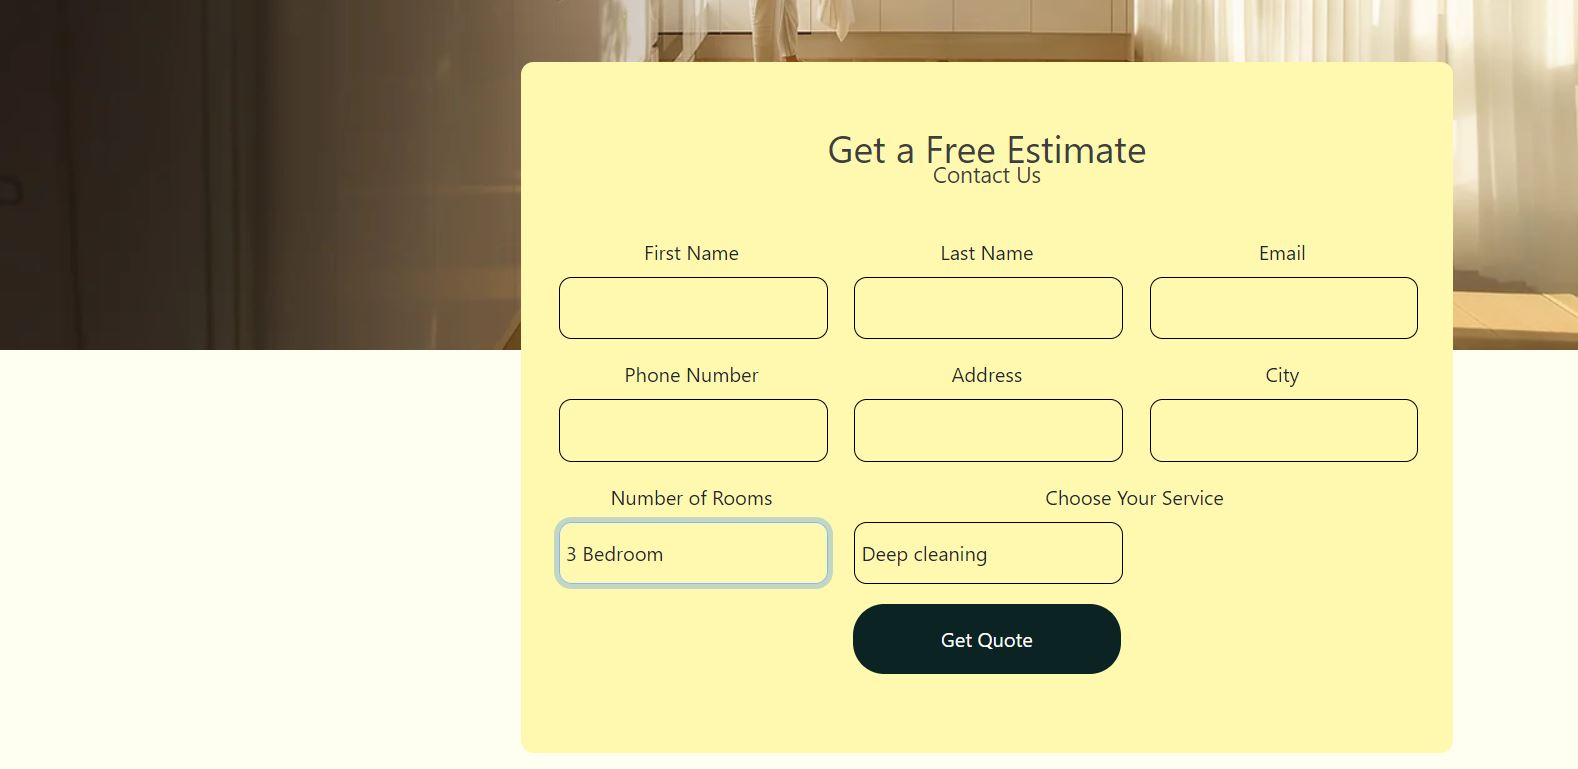 Get a Free Estimate
Contact Us
First Name Last Name Email
Phone Number Address City
Number of Rooms Choose Your Service
3 Bedroom Deep cleaning
Get Quote